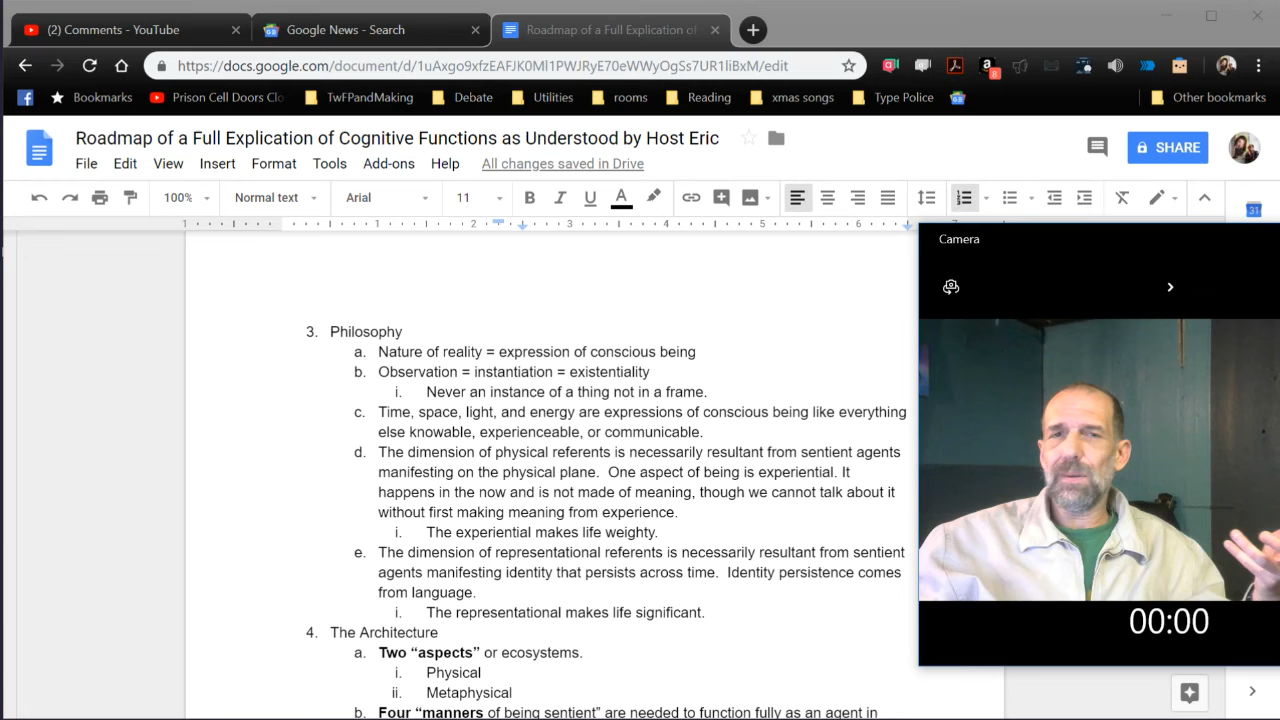 (2) Comments - YouTube
Google News - Search
Roadmap of a Full Explication of
https://docs.google.com/document/d/1uAxgo9xfzEAFJK0Ml1PWJRyE70eWWyOgSs7UR1liBxM/edit
8
Bookmarks
Prison Cell Doors Clo
TwFPandMaking
Debate
Utilities
rooms
Reading
xmas songs
Type Police
Other bookmarks
Roadmap of a Full Explication of Cognitive Functions as Understood by Host Eric
File Edit View Insert Format Tools Add-ons Help All changes saved in Drive
SHARE
100% Normal text Arial 11 B I U A
31
1 2 3 4 5 6 7
Camera
3. Philosophy
a. Nature of reality = expression of conscious being
b. Observation = instantiation = existentiality
i. Never an instance of a thing not in a frame.
c. Time, space, light, and energy are expressions of conscious being like everything
else knowable, experienceable, or communicable.
d. The dimension of physical referents is necessarily resultant from sentient agents
manifesting on the physical plane. One aspect of being is experiential. It
happens in the now and is not made of meaning, though we cannot talk about it
without first making meaning from experience.
i. The experiential makes life weighty.
e. The dimension of representational referents is necessarily resultant from sentient
agents manifesting identity that persists across time. Identity persistence comes
from language.
i. The representational makes life significant.
4. The Architecture
a. Two “aspects” or ecosystems.
i. Physical
ii. Metaphysical
b. Four “manners of being sentient” are needed to function fully as an agent in
00:00